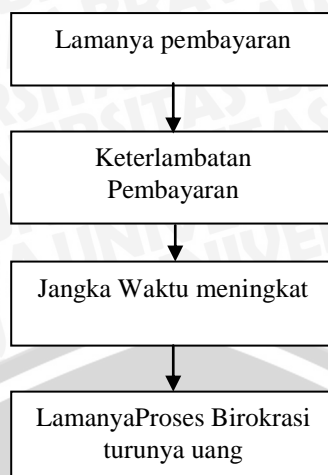 Lamanya pembayaran
Keterlambatan
Pembayaran
Jangka Waktu meningkat
LamanyaProses Birokrasi
turunya uang